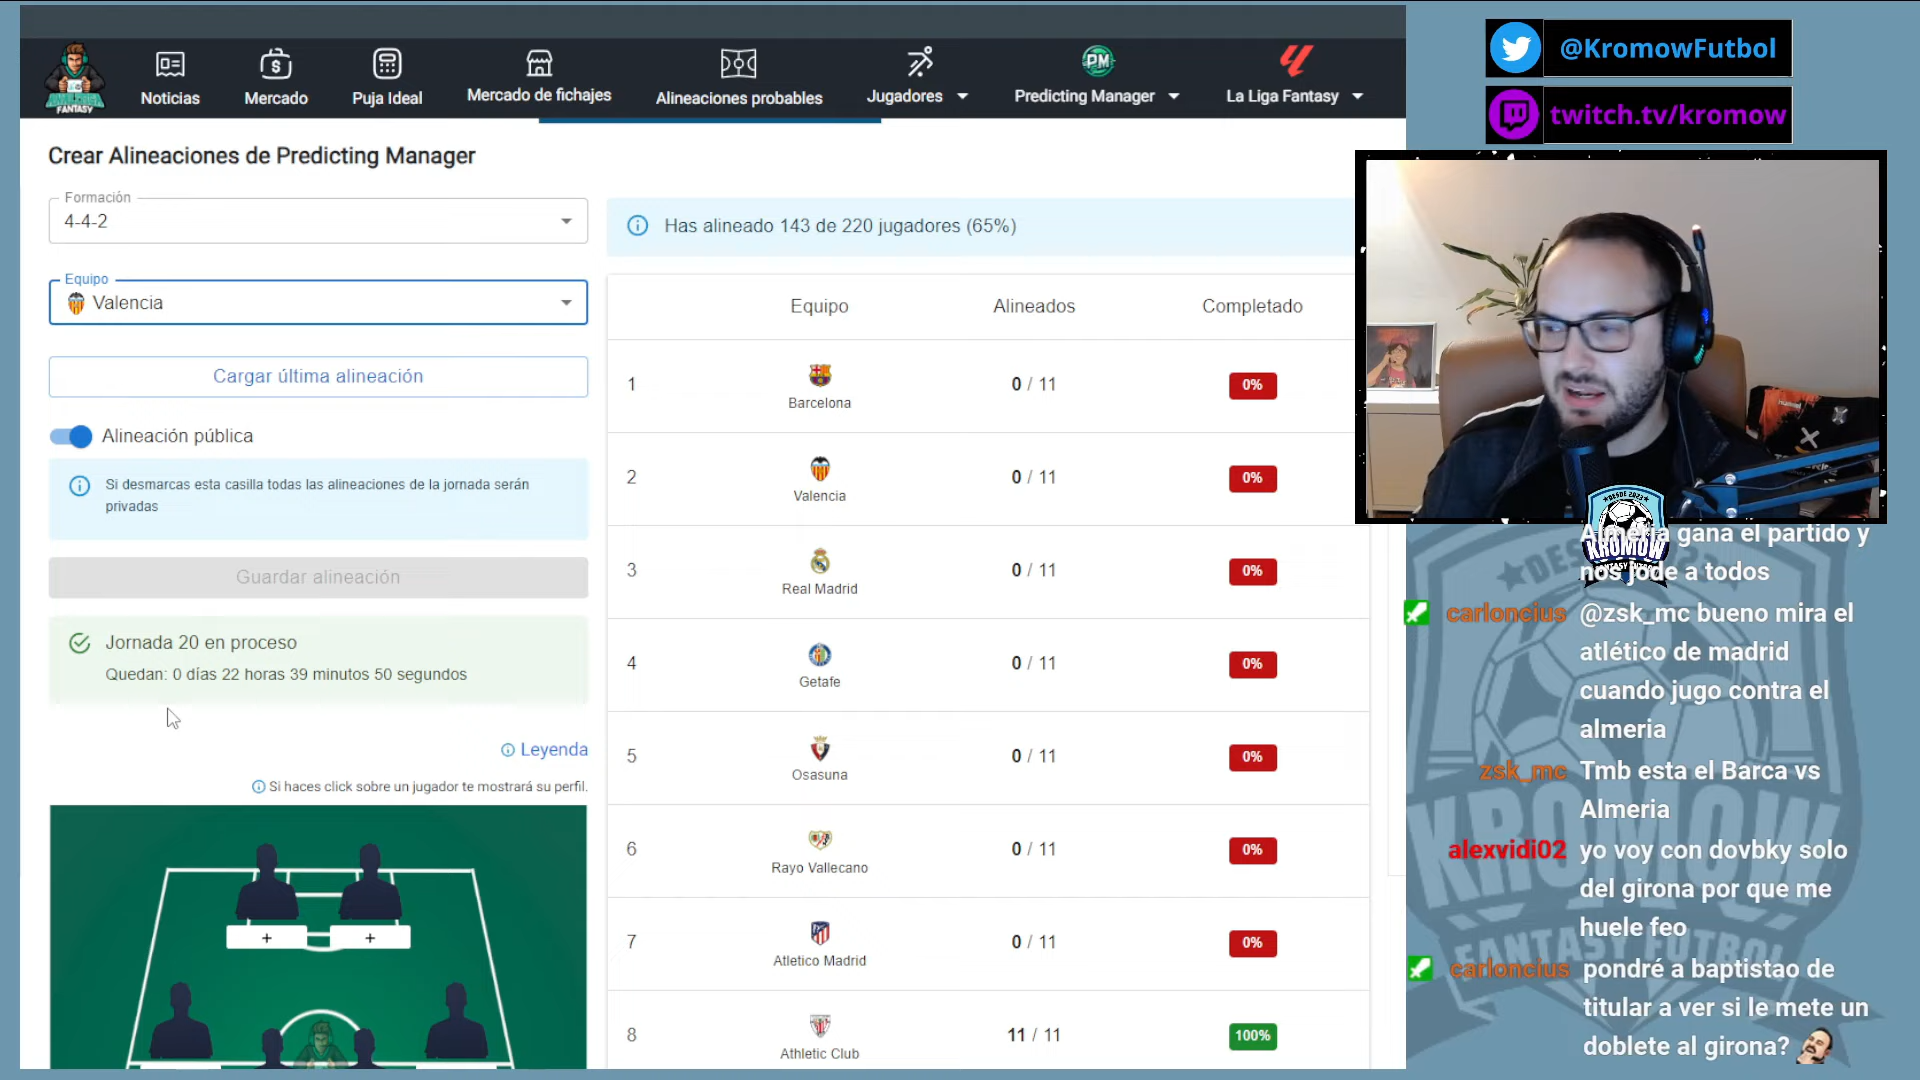 Noticias
Mercado
Puja Ideal
Mercado de fichajes
Alineaciones probables
Jugadores
Predicting Manager
La Liga Fantasy
FANTASY
PM
Crear Alineaciones de Predicting Manager
Formación
4-4-2
Equipo
Valencia
Cargar última alineación
Alineación pública
Si desmarcas esta casilla todas las alineaciones de la jornada serán
privadas
Guardar alineación
Jornada 20 en proceso
Quedan: 0 días 22 horas 39 minutos 50 segundos
Leyenda
Si haces click sobre un jugador te mostrará su perfil.
+ +
Has alineado 143 de 220 jugadores (65%)
Equipo Alineados Completado
1 Barcelona 0 / 11 0%
2 Valencia 0 / 11 0%
3 Real Madrid 0 / 11 0%
4 Getafe 0 / 11 0%
5 Osasuna 0 / 11 0%
6 Rayo Vallecano 0 / 11 0%
7 Atletico Madrid 0 / 11 0%
8 Athletic Club 11 / 11 100%
@KromowFutbol
twitch.tv/kromow
DESDE 2023
KROMOW
Almeria gana el partido y
nos jode a todos
carloncius @zsk_mc bueno mira el
atlético de madrid
cuando jugo contra el
almeria
zsk_mc Tmb esta el Barca vs
Almeria
alexvidi02 yo voy con dovbky solo
del girona por que me
huele feo
carloncius pondré a baptistao de
titular a ver si le mete un
doblete al girona?
KROMOW
FANTASY FUTBOL